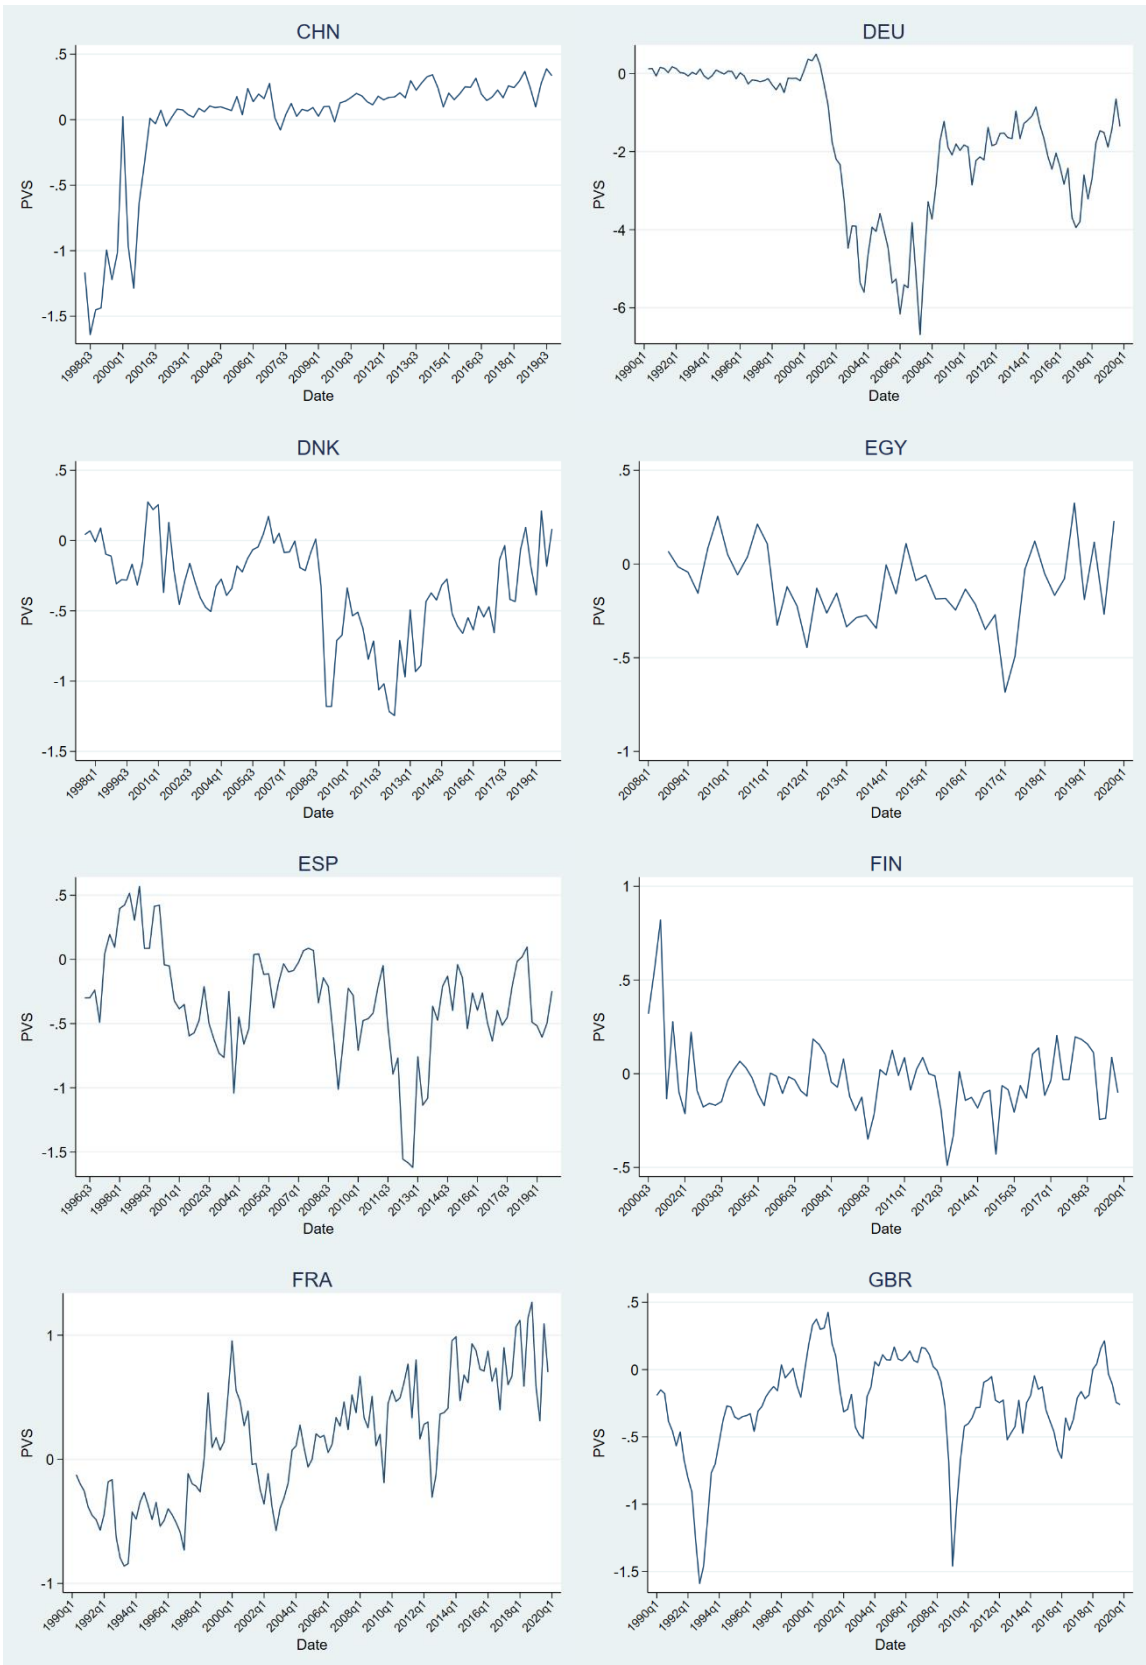 CHN
PVS
.5
0
-.5
-1
-1.5
1998q3 2000q1 2001q3 2003q1 2004q3 2006q1 2007q3 2009q1 2010q3 2012q1 2013q3 2015q1 2016q3 2018q1 2019q3
Date
DEU
PVS
0
-2
-4
-6
1990q1 1992q1 1994q1 1996q1 1998q1 2000q1 2002q1 2004q1 2006q1 2008q1 2010q1 2012q1 2014q1 2016q1 2018q1 2020q1
Date
DNK
PVS
.5
0
-.5
-1
-1.5
1998q1 1999q3 2001q1 2002q3 2004q1 2005q3 2007q1 2008q3 2010q1 2011q3 2013q1 2014q3 2016q1 2017q3 2019q1
Date
EGY
PVS
.5
0
-.5
-1
2008q1 2009q1 2010q1 2011q1 2012q1 2013q1 2014q1 2015q1 2016q1 2017q1 2018q1 2019q1 2020q1
Date
ESP
PVS
.5
0
-.5
-1
-1.5
1996q3 1998q1 1999q3 2001q1 2002q3 2004q1 2005q3 2007q1 2008q3 2010q1 2011q3 2013q1 2014q3 2016q1 2017q3 2019q1
Date
FIN
PVS
1
.5
0
-.5
2000q3 2002q1 2003q3 2005q1 2006q3 2008q1 2009q3 2011q1 2012q3 2014q1 2015q3 2017q1 2018q3 2020q1
Date
FRA
PVS
1
0
-1
1990q1 1992q1 1994q1 1996q1 1998q1 2000q1 2002q1 2004q1 2006q1 2008q1 2010q1 2012q1 2014q1 2016q1 2018q1 2020q1
Date
GBR
PVS
.5
0
-.5
-1
-1.5
1990q1 1992q1 1994q1 1996q1 1998q1 2000q1 2002q1 2004q1 2006q1 2008q1 2010q1 2012q1 2014q1 2016q1 2018q1 2020q1
Date